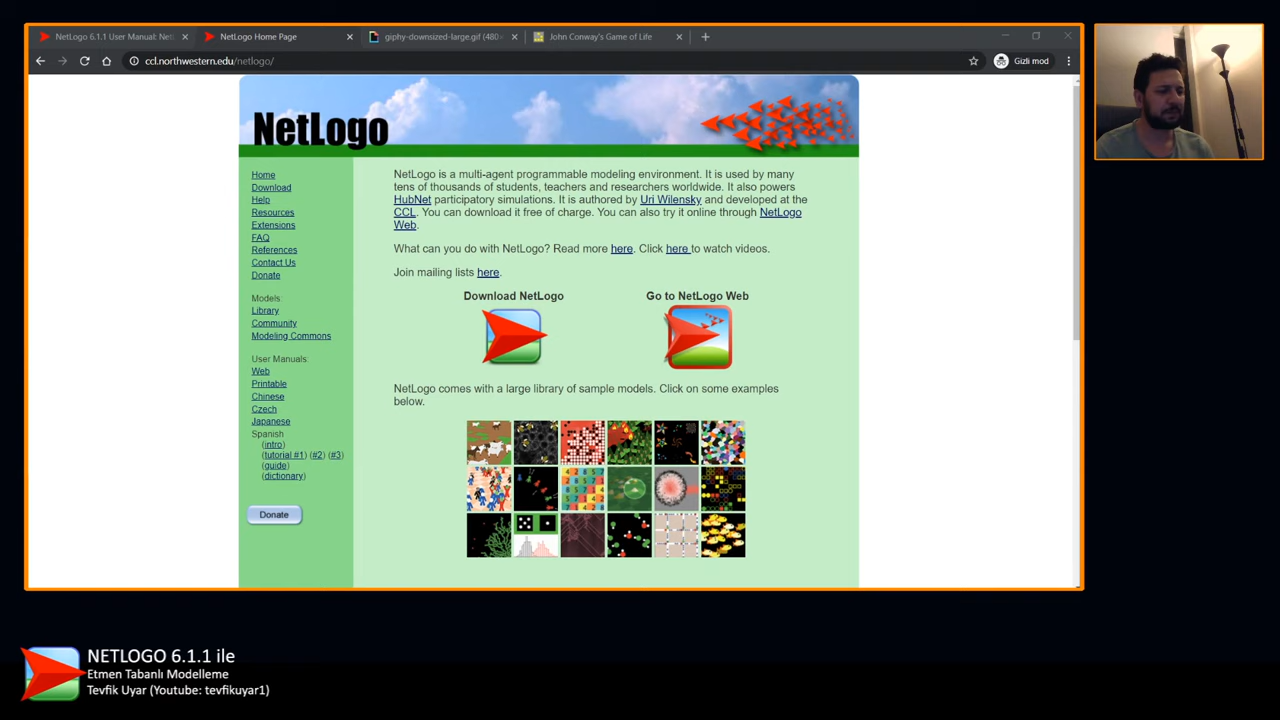 NetLogo 6.1.1 User Manual: Net
NetLogo Home Page
giphy-downsized-large.gif (480×
John Conway's Game of Life
ccl.northwestern.edu/netlogo/
Gizli mod
NetLogo
Home
Download
Help
Resources
Extensions
FAQ
References
Contact Us
Donate
Models:
Library
Community
Modeling Commons
User Manuals:
Web
Printable
Chinese
Czech
Japanese
Spanish
(intro)
(tutorial #1) (#2) (#3)
(guide)
(dictionary)
Donate
NetLogo is a multi-agent programmable modeling environment. It is used by many
tens of thousands of students, teachers and researchers worldwide. It also powers
HubNet participatory simulations. It is authored by Uri Wilensky and developed at the
CCL. You can download it free of charge. You can also try it online through NetLogo
Web.
What can you do with NetLogo? Read more here. Click here to watch videos.
Join mailing lists here.
Download NetLogo
Go to NetLogo Web
NetLogo comes with a large library of sample models. Click on some examples
below.
NETLOGO 6.1.1 ile
Etmen Tabanlı Modelleme
Tevfik Uyar (Youtube: tevfikuyar1)